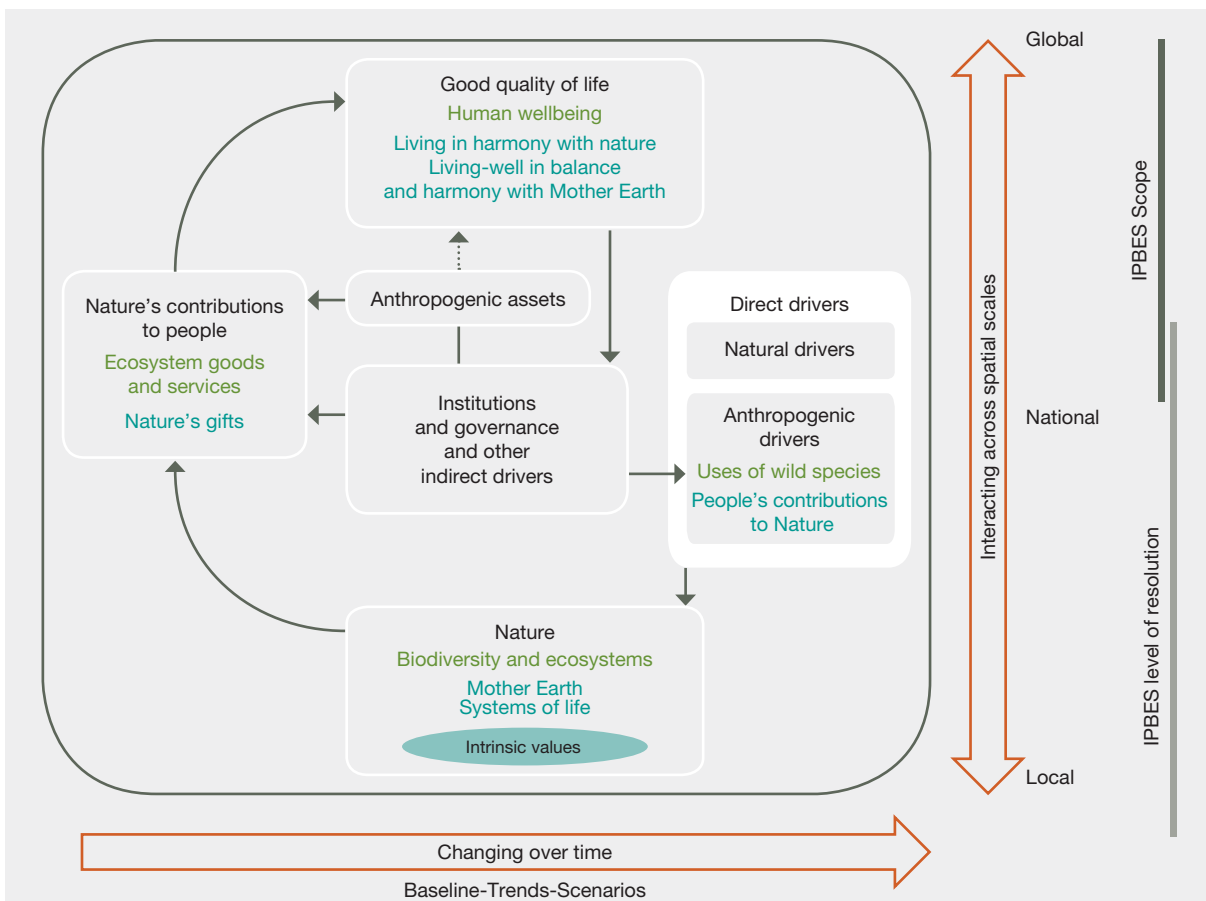 Good quality of life
Human wellbeing
Living in harmony with nature
Living-well in balance
and harmony with Mother Earth
Nature's contributions
to people
Ecosystem goods
and services
Nature's gifts
Anthropogenic assets
Institutions
and governance
and other
indirect drivers
Direct drivers
Natural drivers
Anthropogenic
drivers
Uses of wild species
People's contributions
to Nature
Nature
Biodiversity and ecosystems
Mother Earth
Systems of life
Intrinsic values
Changing over time
Baseline-Trends-Scenarios
Interacting across spatial scales
Global
National
Local
IPBES Scope
IPBES level of resolution